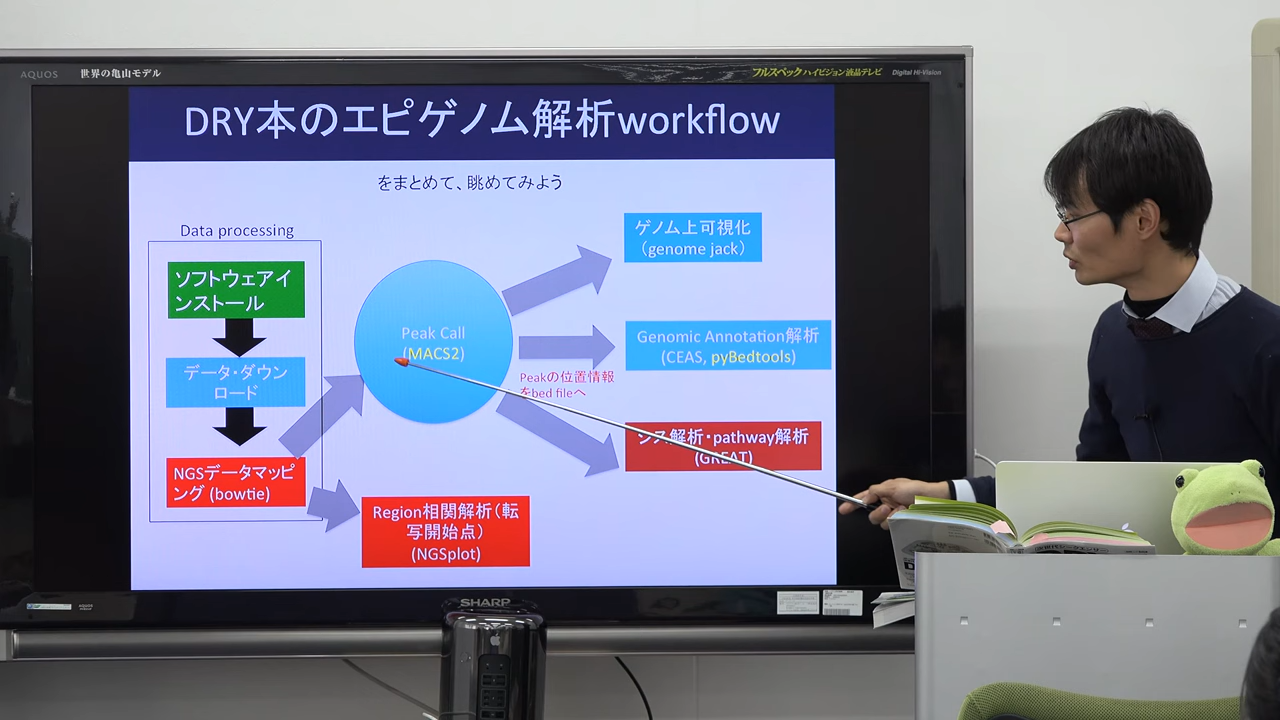 AQUOS 世界の亀山モデル
フルスペックハイビジョン液晶テレビ Digital Hi-Vision
DRY本のエピゲノム解析workflow
をまとめて、眺めてみよう
Data processing
ソフトウェアイ
ンストール
データ・ダウン
ロード
NGSデータマッピ
ング (bowtie)
Peak Call
(MACS2)
Region相関解析（転
写開始点）
(NGSplot)
ゲノム上可視化
（genome jack）
Genomic Annotation解析
(CEAS, pyBedtools)
Peakの位置情報
をbed fileへ
シス解析・pathway解析
(GREAT)
SHARP